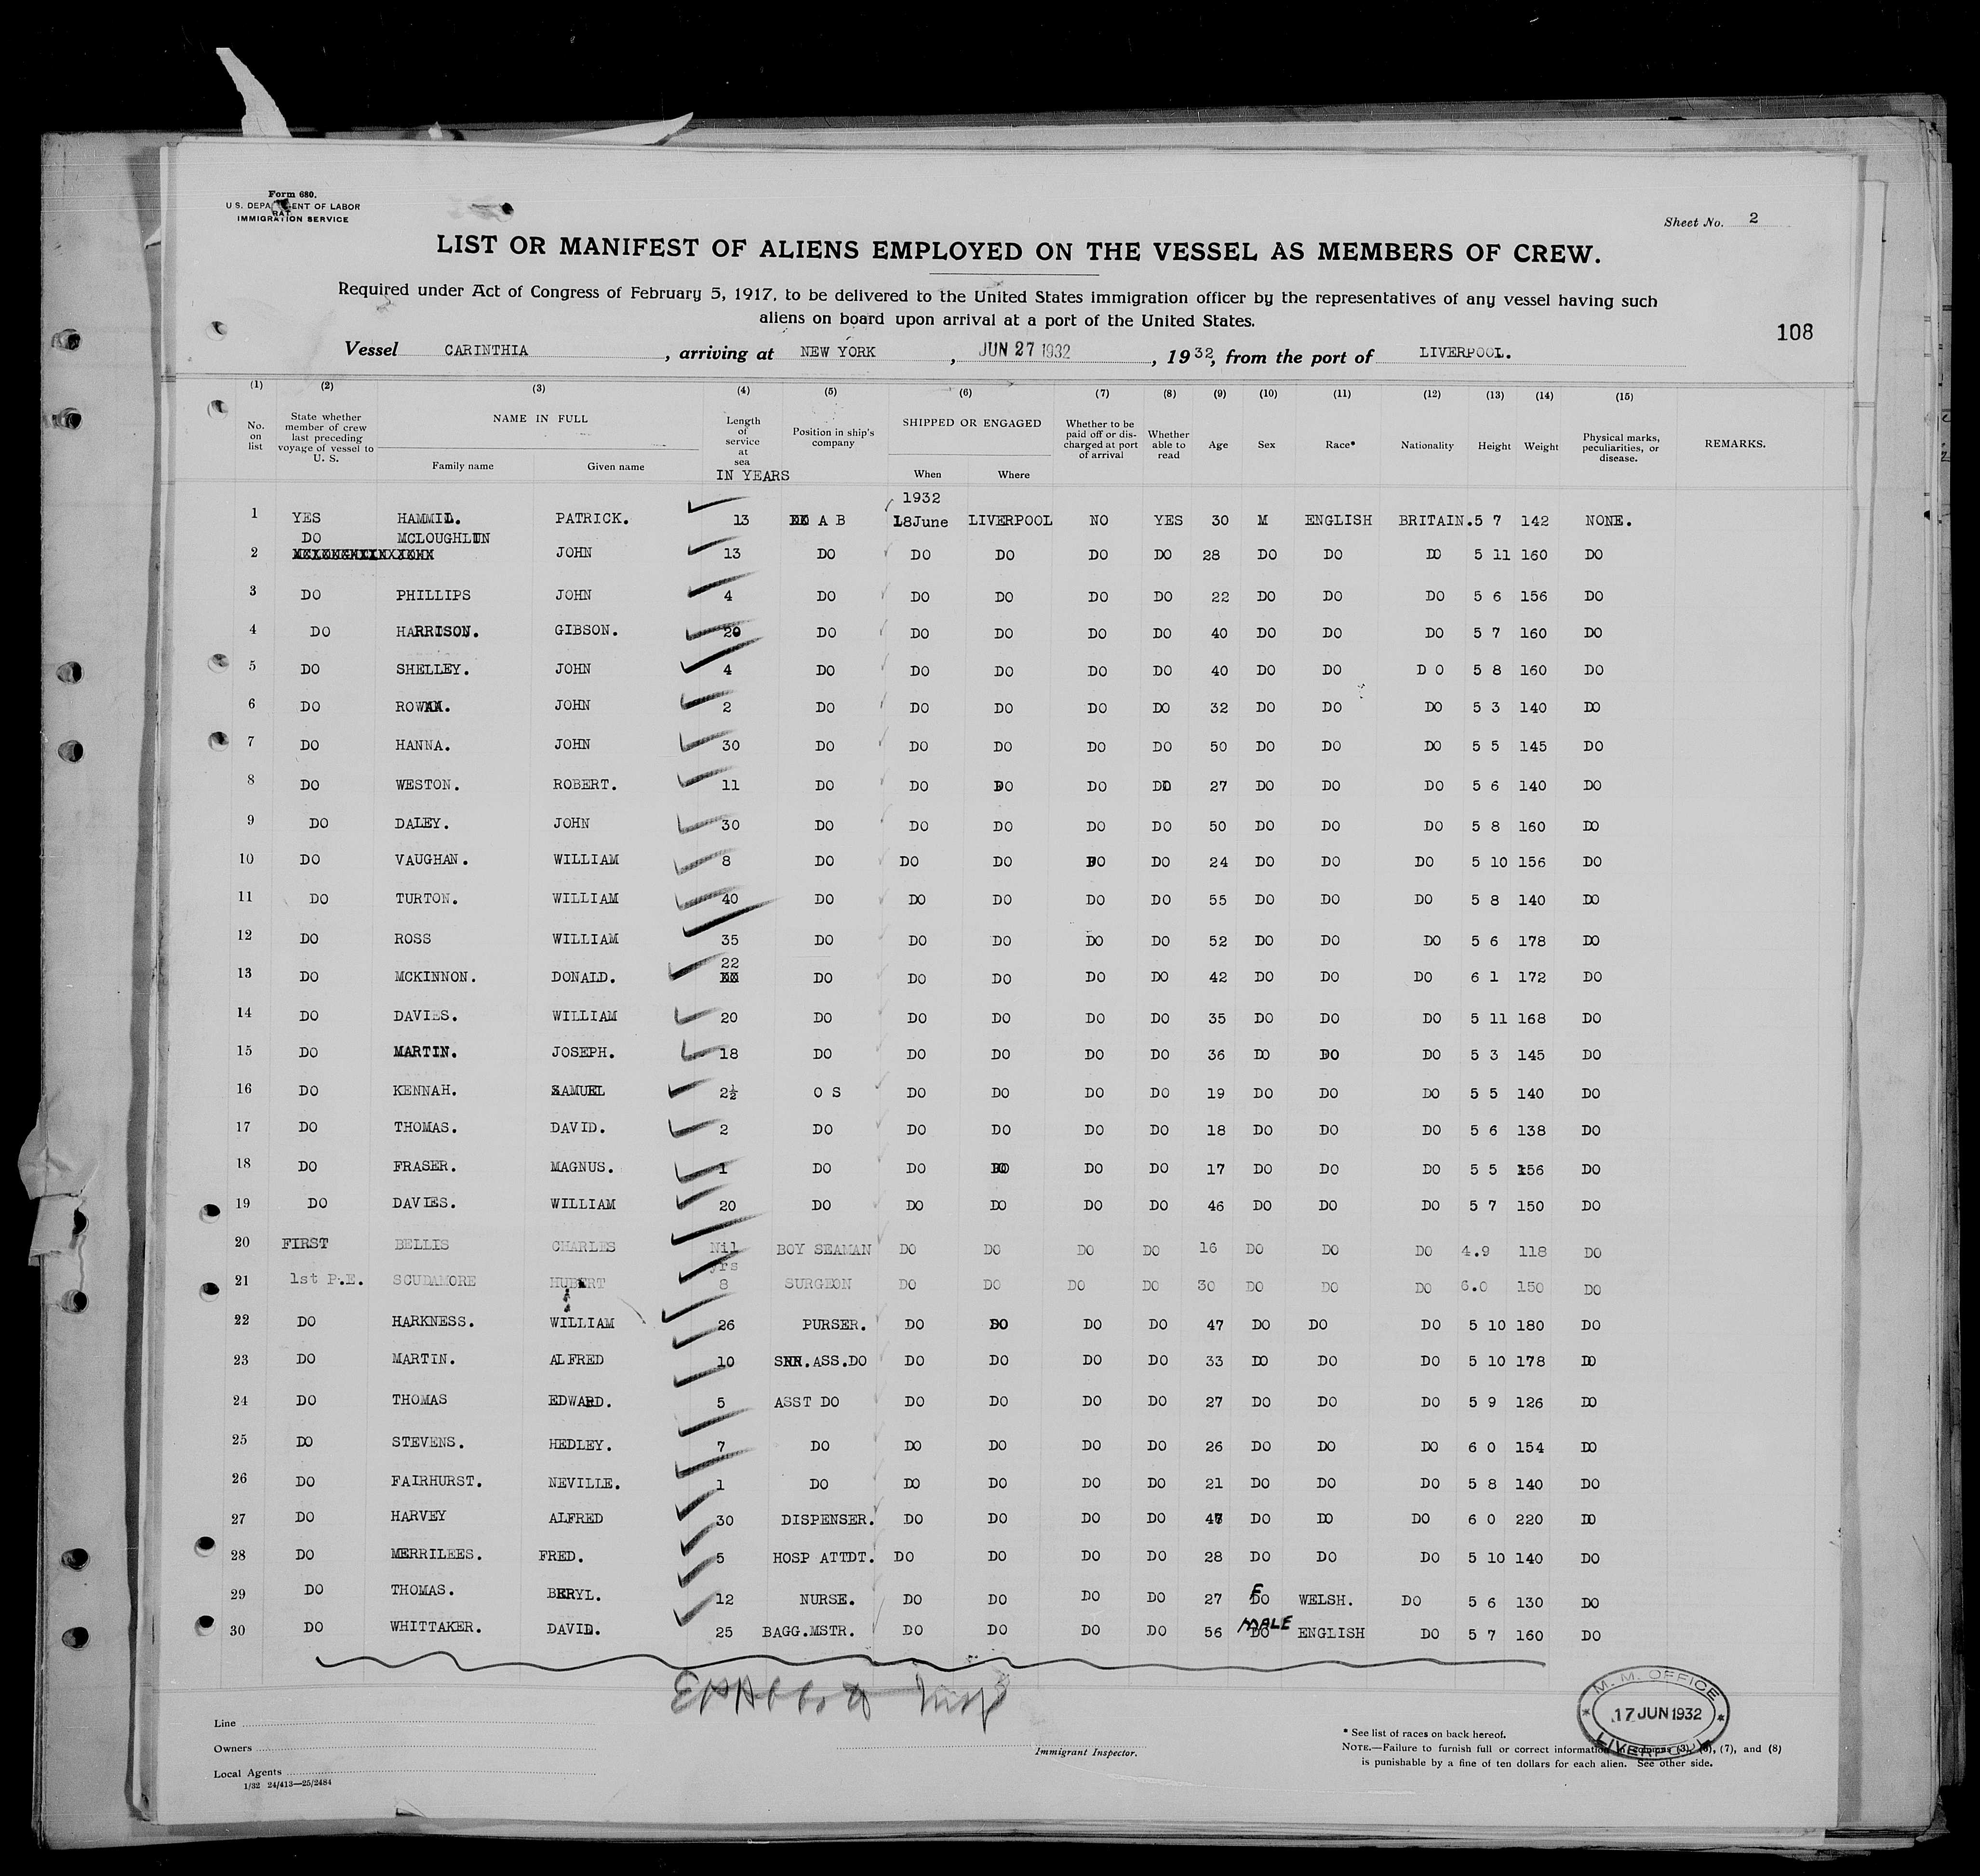 Form 680.
U. S. DEPA ENT OF LABOR
IMMIGRATION SERVICE
Sheet No. 2
LIST OR MANIFEST OF ALIENS EMPLOYED ON THE VESSEL AS MEMBERS OF CREW.
Required under Act of Congress of February 5, 1917, to be delivered to the United States immigration officer by the representatives of any vessel having such
aliens on board upon arrival at a port of the United States.
108
Vessel CARINTHIA, arriving at NEW YORK, JUN 27 1932, 1932, from the port of LIVERPOOL.
(1) (2) (3) (4) (5) (6) (7) (8) (9) (10) (11) (12) (13) (14) (15)
No. on list State whether member of crew last preceding voyage of vessel to U. S. NAME IN FULL Family name Given name Length of service at sea IN YEARS Position in ship's company SHIPPED OR ENGAGED When Where Whether to be paid off or discharged at port of arrival Whether able to read Age Sex Race* Nationality Height Weight Physical marks, peculiarities, or disease. REMARKS.
1932
1 YES HAMMIL. PATRICK. 13 A B 18June LIVERPOOL NO YES 30 M ENGLISH BRITAIN. 5 7 142 NONE.
DO MCLOUGHLIN
2 JOHN 13 DO DO DO DO DO 28 DO DO DO 5 11 160 DO
3 DO PHILLIPS JOHN 4 DO DO DO DO DO 22 DO DO DO 5 6 156 DO
4 DO HARRISON. GIBSON. 20 DO DO DO DO DO 40 DO DO DO 5 7 160 DO
5 DO SHELLEY. JOHN 4 DO DO DO DO DO 40 DO DO D O 5 8 160 DO
6 DO JOHN 2 DO DO DO DO DO 32 DO DO DO 5 3 140 DO
7 DO HANNA. JOHN 30 DO DO DO DO DO 50 DO DO DO 5 5 145 DO
8 DO WESTON. ROBERT. 11 DO DO DO DO DO 27 DO DO DO 5 6 140 DO
9 DO DALEY. JOHN 30 DO DO DO DO DO 50 DO DO DO 5 8 160 DO
10 DO VAUGHAN. WILLIAM 8 DO DO DO DO DO 24 DO DO DO 5 10 156 DO
11 DO TURTON. WILLIAM 40 DO DO DO DO DO 55 DO DO DO 5 8 140 DO
12 DO ROSS WILLIAM 35 DO DO DO DO DO 52 DO DO DO 5 6 178 DO
13 DO MCKINNON. DONALD. 22 DO DO DO DO DO 42 DO DO DO 6 1 172 DO
14 DO DAVIES. WILLIAM 20 DO DO DO DO DO 35 DO DO DO 5 11 168 DO
15 DO MARTIN. JOSEPH. 18 DO DO DO DO DO 36 DO DO DO 5 3 145 DO
16 DO KENNAH. SAMUEL 2½ O S DO DO DO DO 19 DO DO DO 5 5 140 DO
17 DO THOMAS. DAVID. 2 DO DO DO DO DO 18 DO DO DO 5 6 138 DO
18 DO FRASER. MAGNUS. 1 DO DO DO DO DO 17 DO DO DO 5 5 156 DO
19 DO DAVIES. WILLIAM 20 DO DO DO DO DO 46 DO DO DO 5 7 150 DO
20 FIRST BELLIS CHARLES Nil BOY SEAMAN DO DO DO DO 16 DO DO DO 4.9 118 DO
21 1st P.E. SCUDAMORE HUBERT yrs 8 SURGEON DO DO DO DO 30 DO DO DO 6.0 150 DO
22 DO HARKNESS. WILLIAM 26 PURSER. DO DO DO DO 47 DO DO DO 5 10 180 DO
23 DO MARTIN. ALFRED 10 SNR.ASS.DO DO DO DO DO 33 DO DO DO 5 10 178 DO
24 DO THOMAS EDWARD. 5 ASST DO DO DO DO DO 27 DO DO DO 5 9 126 DO
25 DO STEVENS. HEDLEY. 7 DO DO DO DO DO 26 DO DO DO 6 0 154 DO
26 DO FAIRHURST. NEVILLE. 1 DO DO DO DO DO 21 DO DO DO 5 8 140 DO
27 DO HARVEY ALFRED 30 DISPENSER. DO DO DO DO DO DO DO 6 0 220 DO
28 DO MERRILEES. FRED. 5 HOSP ATTDT. DO DO DO DO 28 DO DO DO 5 10 140 DO
29 DO THOMAS. BERYL. 12 NURSE. DO DO DO DO 27 F DO WELSH. DO 5 6 130 DO
30 DO WHITTAKER. DAVID. 25 BAGG.MSTR. DO DO DO DO 56 MALE DO ENGLISH DO 5 7 160 DO
Line
Owners
Local Agents
1/32 24/413—25/2484
Immigrant Inspector.
* See list of races on back hereof.
NOTE.—Failure to furnish full or correct information in columns (3), (6), (7), and (8)
is punishable by a fine of ten dollars for each alien. See other side.
M. M. OFFICE
17 JUN 1932
LIVERPOOL